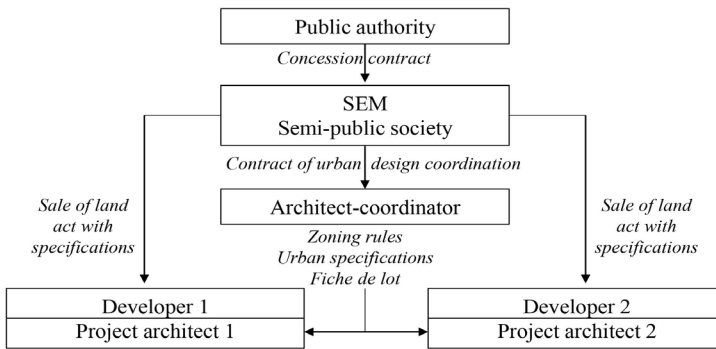 Public authority
Concession contract
SEM
Semi-public society
Contract of urban design coordination
Sale of land
act with
specifications
Architect-coordinator
Sale of land
act with
specifications
Zoning rules
Urban specifications
Fiche de lot
Developer 1
Project architect 1
Developer 2
Project architect 2